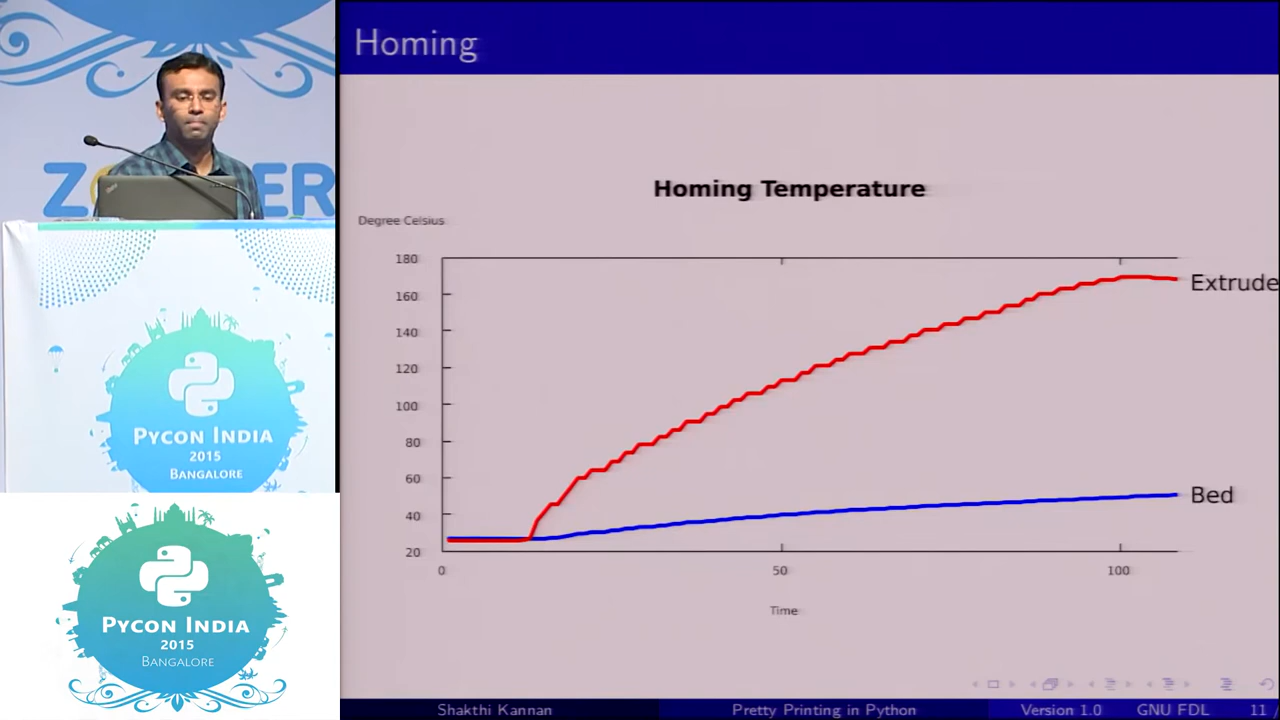 Homing
Homing Temperature
Degree Celsius
180
160
140
120
100
80
60
40
20
0
50
100
Time
Extrude
Bed
Shakthi Kannan
Pretty Printing in Python
Version 1.0
GNU FDL
11
PYCON INDIA
2015
BANGALORE
PYCON INDIA
2015
BANGALORE